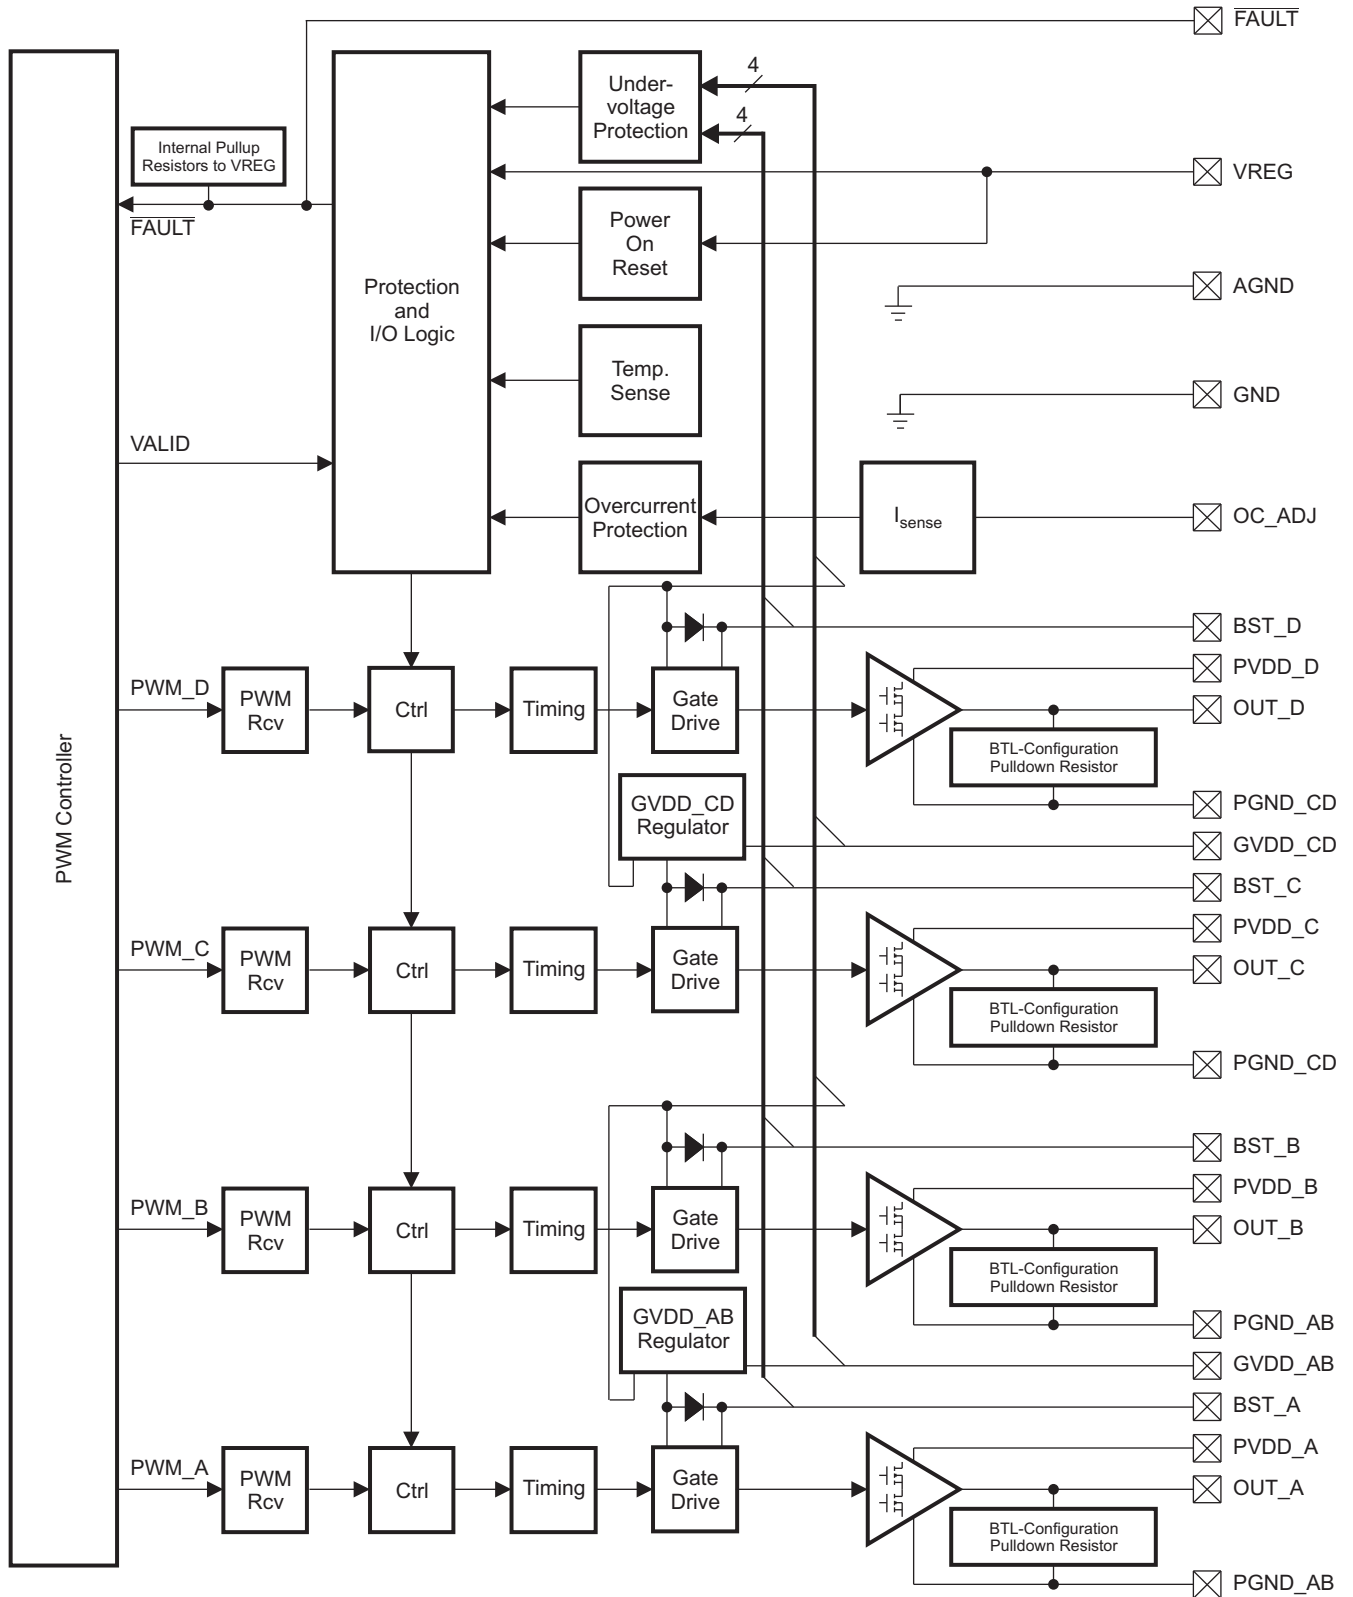 FAULT
4
Under-
voltage
Protection
4
Internal Pullup
Resistors to VREG
VREG
FAULT
Power
On
Reset
Protection
and
I/O Logic
AGND
Temp.
Sense
GND
VALID
Overcurrent
Protection
Isense
OC_ADJ
BST_D
PVDD_D
PWM_D
PWM
Rcv
Ctrl
Timing
Gate
Drive
OUT_D
BTL-Configuration
Pulldown Resistor
PWM Controller
GVDD_CD
Regulator
PGND_CD
GVDD_CD
BST_C
PVDD_C
PWM_C
PWM
Rcv
Ctrl
Timing
Gate
Drive
OUT_C
BTL-Configuration
Pulldown Resistor
PGND_CD
BST_B
PVDD_B
PWM_B
PWM
Rcv
Ctrl
Timing
Gate
Drive
OUT_B
BTL-Configuration
Pulldown Resistor
GVDD_AB
Regulator
PGND_AB
GVDD_AB
BST_A
PVDD_A
PWM_A
PWM
Rcv
Ctrl
Timing
Gate
Drive
OUT_A
BTL-Configuration
Pulldown Resistor
PGND_AB